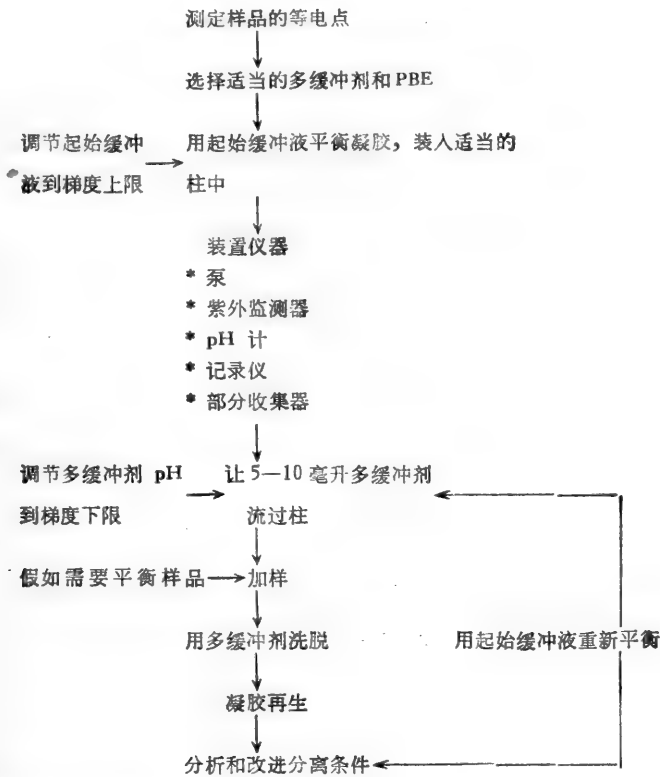 测定样品的等电点
选择适当的多缓冲剂和PBE
调节起始缓冲
液到梯度上限
用起始缓冲液平衡凝胶，装入适当的
柱中
装置仪器
* 泵
* 紫外监测器
* pH 计
* 记录仪
* 部分收集器
调节多缓冲剂 pH
到梯度下限
让5—10毫升多缓冲剂
流过柱
假如需要平衡样品
加样
用多缓冲剂洗脱
用起始缓冲液重新平衡
凝胶再生
分析和改进分离条件